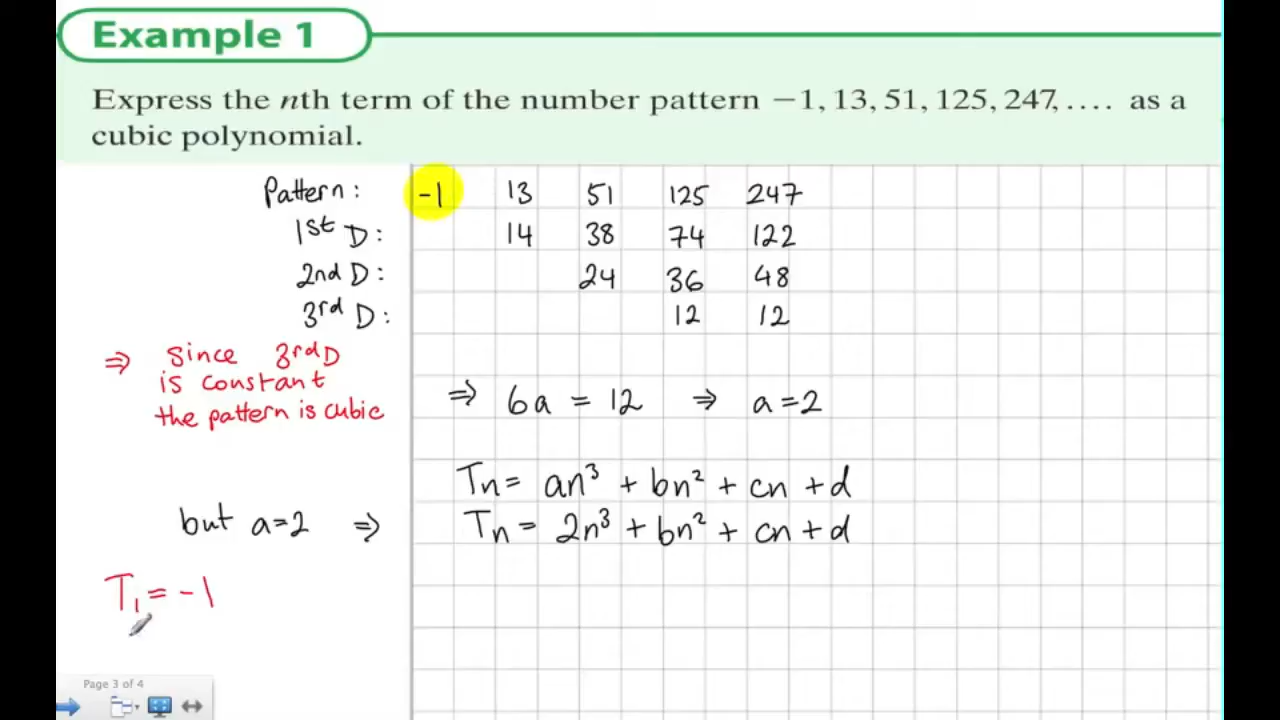 Example 1
Express the nth term of the number pattern −1, 13, 51, 125, 247, .... as a
cubic polynomial.
Pattern: -1 13 51 125 247
1st D: 14 38 74 122
2nd D: 24 36 48
3rd D: 12 12
⇒ Since 3rd D
is constant
the pattern is cubic
⇒ 6a = 12 ⇒ a = 2
Tn = an³ + bn² + cn + d
but a=2 ⇒ Tn = 2n³ + bn² + cn + d
T₁ = -1
Page 3 of 4